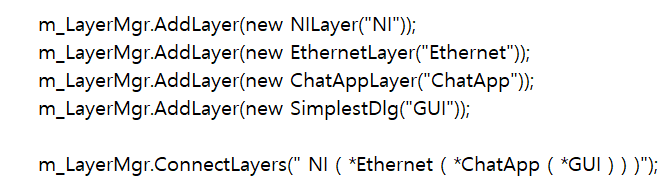 m_LayerMgr.AddLayer(new NILayer("NI"));
m_LayerMgr.AddLayer(new EthernetLayer("Ethernet"));
m_LayerMgr.AddLayer(new ChatAppLayer("ChatApp"));
m_LayerMgr.AddLayer(new SimplestDlg("GUI"));
m_LayerMgr.ConnectLayers(" NI ( *Ethernet ( *ChatApp ( *GUI ) ) )");